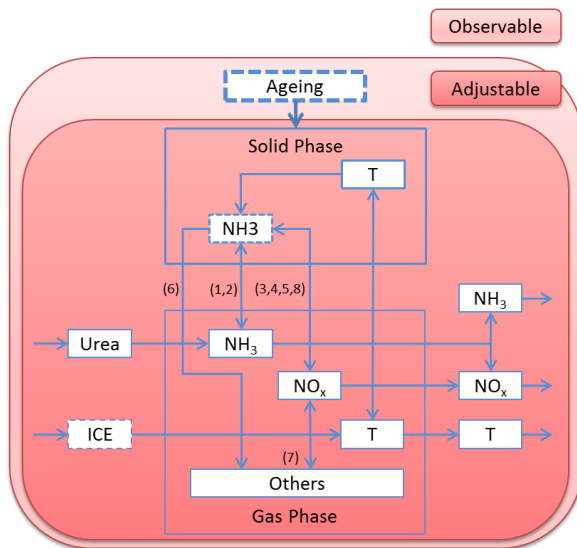 Observable
Ageing
Adjustable
Solid Phase
T
NH3
(6)
(1,2)
(3,4,5,8)
NH₃
Urea
NH₃
NOₓ
NOₓ
ICE
T
T
(7)
Others
Gas Phase